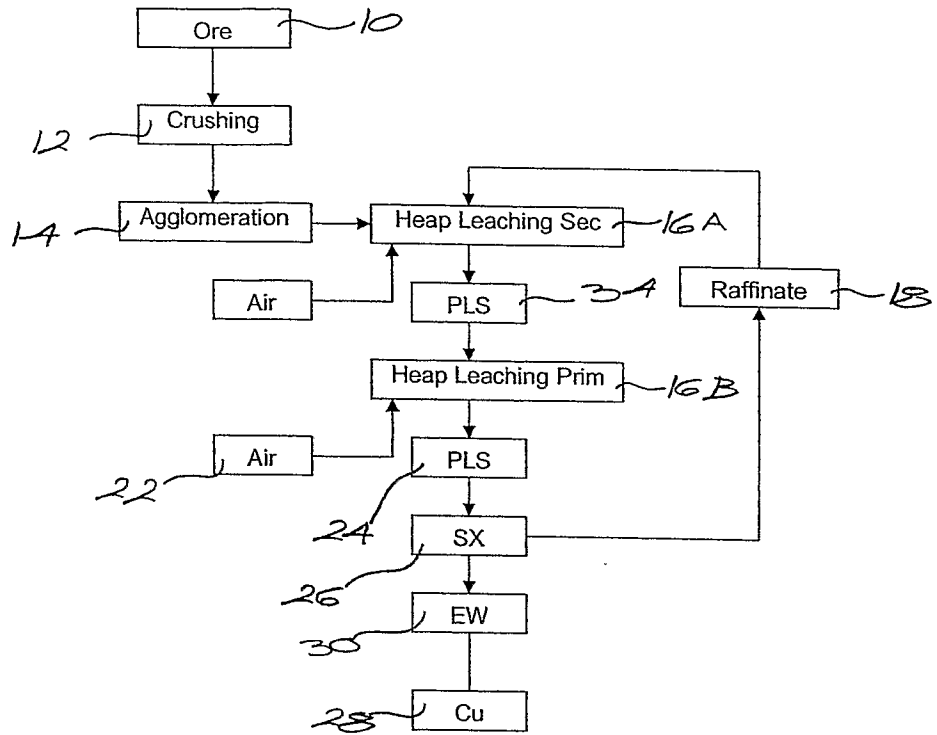 Ore
10
Crushing
12
Agglomeration
14
Heap Leaching Sec
16A
Air
PLS
34
Raffinate
18
Heap Leaching Prim
16B
Air
22
PLS
24
SX
26
EW
30
Cu
28